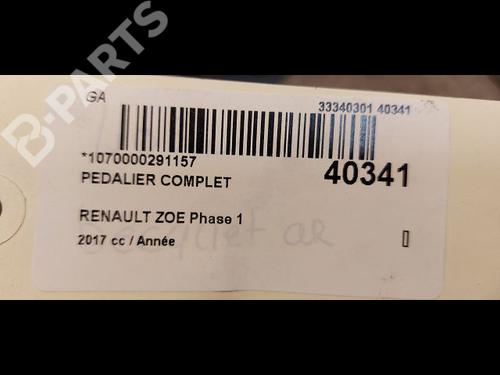 B-PARTS
GA
33340301 40341
*1070000291157
PEDALIER COMPLET
40341
RENAULT ZOE Phase 1
2017 cc / Année